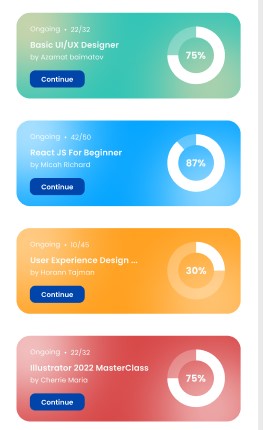 Ongoing • 22/32
Basic UI/UX Designer
by Azamat baimatov
75%
Continue
Ongoing • 42/50
React JS For Beginner
by Micah Richard
87%
Continue
Ongoing • 10/45
User Experience Design ...
by Horionn Tajman
30%
Continue
Ongoing • 22/32
Illustrator 2022 MasterClass
by Cherrie Maria
75%
Continue